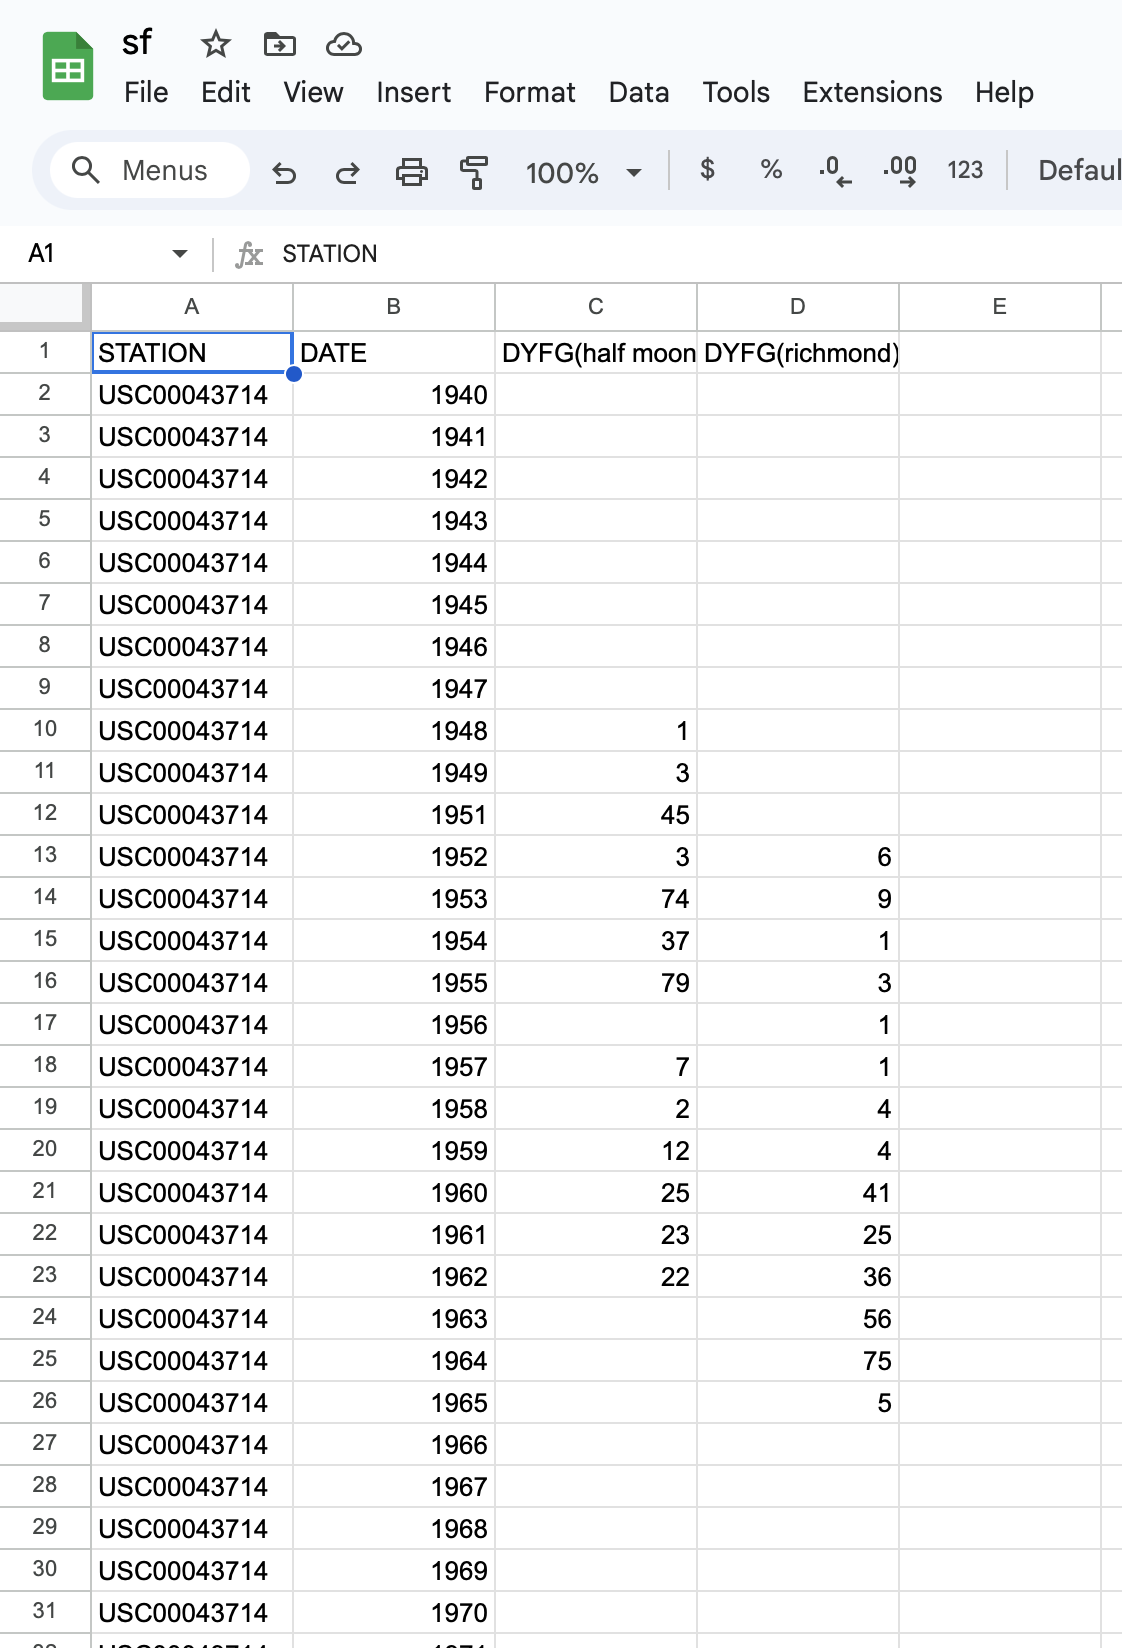 sf
File Edit View Insert Format Data Tools Extensions Help
Menus 100% $ % .0 .00 123 Defaul
A1 fx STATION
A B C D E
1 STATION DATE DYFG(half moon DYFG(richmond)
2 USC00043714 1940
3 USC00043714 1941
4 USC00043714 1942
5 USC00043714 1943
6 USC00043714 1944
7 USC00043714 1945
8 USC00043714 1946
9 USC00043714 1947
10 USC00043714 1948 1
11 USC00043714 1949 3
12 USC00043714 1951 45
13 USC00043714 1952 3 6
14 USC00043714 1953 74 9
15 USC00043714 1954 37 1
16 USC00043714 1955 79 3
17 USC00043714 1956 1
18 USC00043714 1957 7 1
19 USC00043714 1958 2 4
20 USC00043714 1959 12 4
21 USC00043714 1960 25 41
22 USC00043714 1961 23 25
23 USC00043714 1962 22 36
24 USC00043714 1963 56
25 USC00043714 1964 75
26 USC00043714 1965 5
27 USC00043714 1966
28 USC00043714 1967
29 USC00043714 1968
30 USC00043714 1969
31 USC00043714 1970